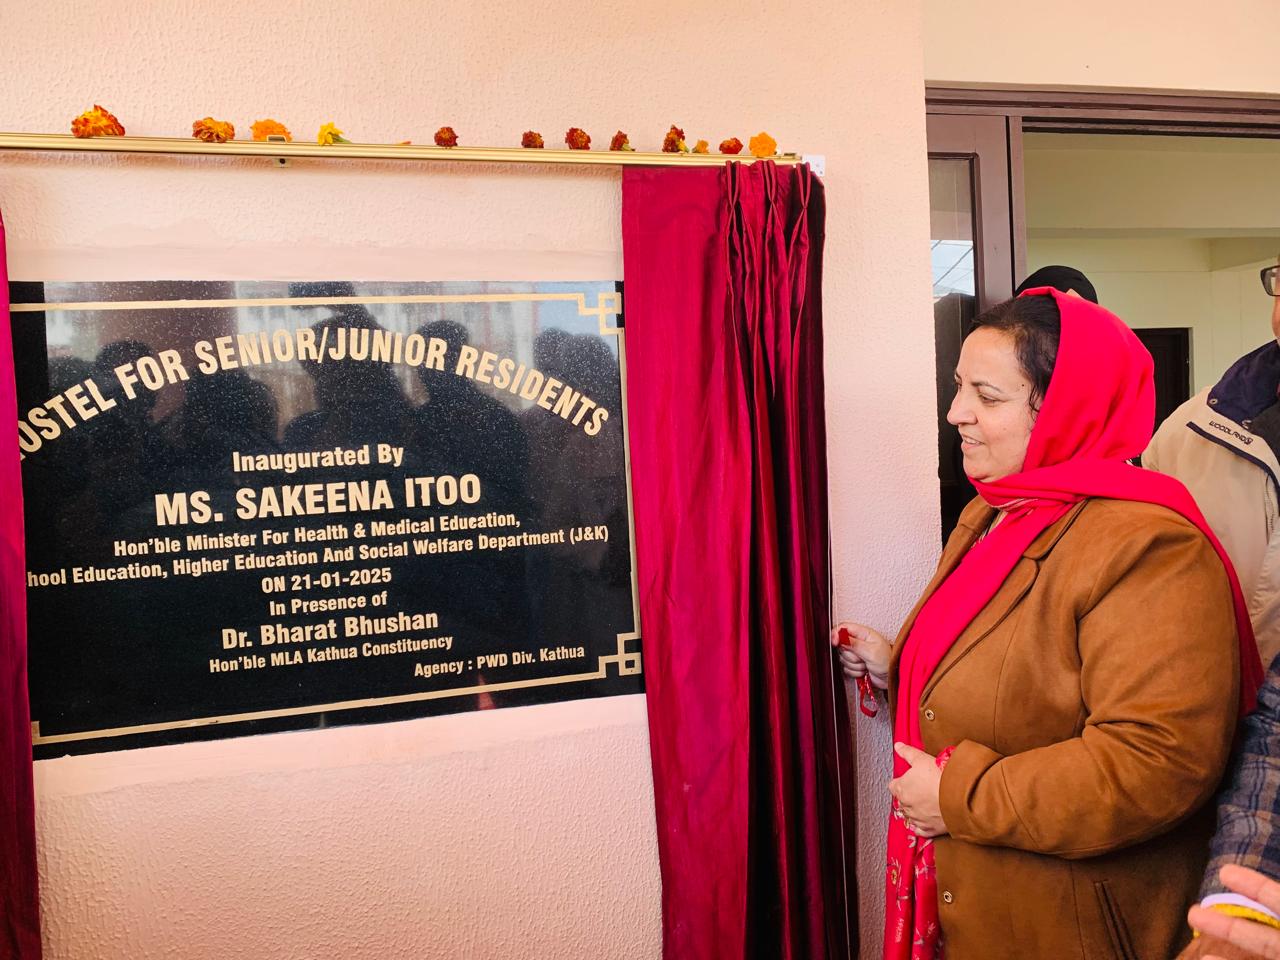 OSTEL FOR SENIOR/JUNIOR RESIDENTS
Inaugurated By
MS. SAKEENA ITOO
Hon'ble Minister For Health & Medical Education,
hool Education, Higher Education And Social Welfare Department (J&K)
ON 21-01-2025
In Presence of
Dr. Bharat Bhushan
Hon'ble MLA Kathua Constituency
Agency : PWD Div. Kathua
WOODLAND